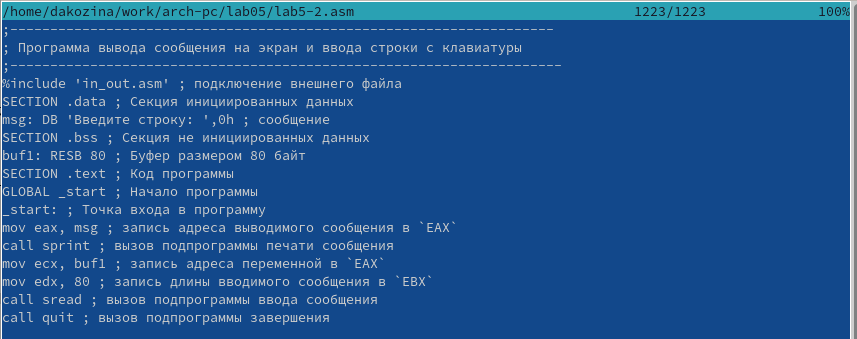 /home/dakozina/work/arch-pc/lab05/lab5-2.asm 1223/1223 100%
;--------------------------------------------------------------------
; Программа вывода сообщения на экран и ввода строки с клавиатуры
;---------------------------------------------------------------------
%include 'in_out.asm' ; подключение внешнего файла
SECTION .data ; Секция инициированных данных
msg: DB 'Введите строку: ',0h ; сообщение
SECTION .bss ; Секция не инициированных данных
buf1: RESB 80 ; Буфер размером 80 байт
SECTION .text ; Код программы
GLOBAL _start ; Начало программы
_start: ; Точка входа в программу
mov eax, msg ; запись адреса выводимого сообщения в `EAX`
call sprint ; вызов подпрограммы печати сообщения
mov ecx, buf1 ; запись адреса переменной в `EAX`
mov edx, 80 ; запись длины вводимого сообщения в `EBX`
call sread ; вызов подпрограммы ввода сообщения
call quit ; вызов подпрограммы завершения